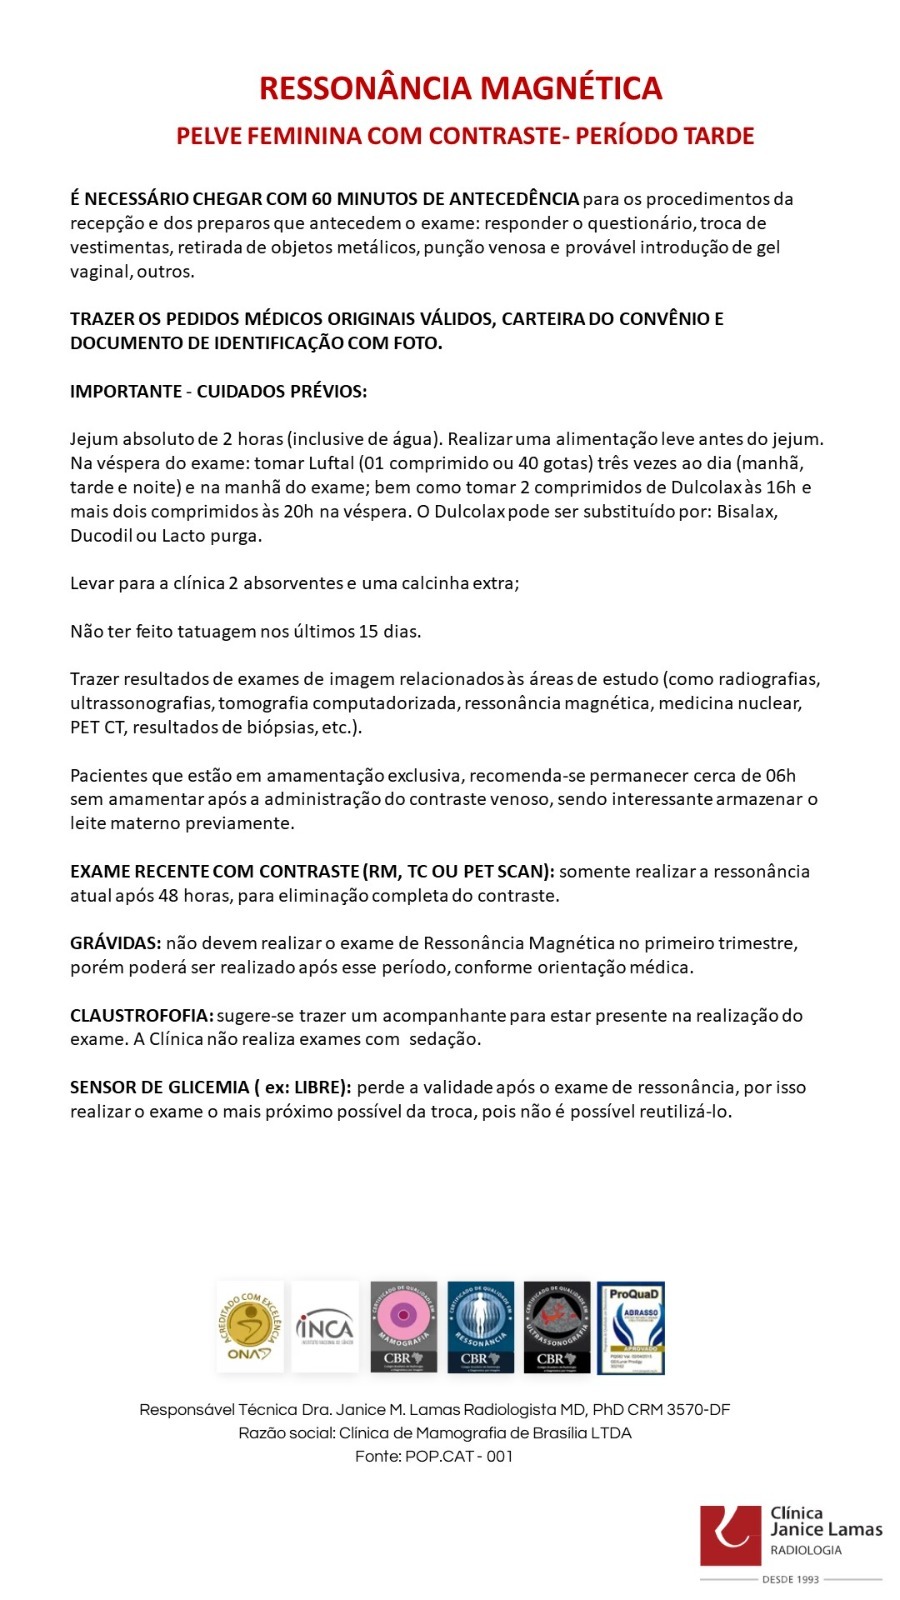 RESSONÂNCIA MAGNÉTICA
PELVE FEMININA COM CONTRASTE- PERÍODO TARDE
É NECESSÁRIO CHEGAR COM 60 MINUTOS DE ANTECEDÊNCIA para os procedimentos da
recepção e dos preparos que antecedem o exame: responder o questionário, troca de
vestimentas, retirada de objetos metálicos, punção venosa e provável introdução de gel
vaginal, outros.
TRAZER OS PEDIDOS MÉDICOS ORIGINAIS VÁLIDOS, CARTEIRA DO CONVÊNIO E
DOCUMENTO DE IDENTIFICAÇÃO COM FOTO.
IMPORTANTE - CUIDADOS PRÉVIOS:
Jejum absoluto de 2 horas (inclusive de água). Realizar uma alimentação leve antes do jejum.
Na véspera do exame: tomar Luftal (01 comprimido ou 40 gotas) três vezes ao dia (manhã,
tarde e noite) e na manhã do exame; bem como tomar 2 comprimidos de Dulcolax às 16h e
mais dois comprimidos às 20h na véspera. O Dulcolax pode ser substituído por: Bisalax,
Ducodil ou Lacto purga.
Levar para a clínica 2 absorventes e uma calcinha extra;
Não ter feito tatuagem nos últimos 15 dias.
Trazer resultados de exames de imagem relacionados às áreas de estudo (como radiografias,
ultrassonografias, tomografia computadorizada, ressonância magnética, medicina nuclear,
PET CT, resultados de biópsias, etc.).
Pacientes que estão em amamentação exclusiva, recomenda-se permanecer cerca de 06h
sem amamentar após a administração do contraste venoso, sendo interessante armazenar o
leite materno previamente.
EXAME RECENTE COM CONTRASTE (RM, TC OU PET SCAN): somente realizar a ressonância
atual após 48 horas, para eliminação completa do contraste.
GRÁVIDAS: não devem realizar o exame de Ressonância Magnética no primeiro trimestre,
porém poderá ser realizado após esse período, conforme orientação médica.
CLAUSTROFOFIA: sugere-se trazer um acompanhante para estar presente na realização do
exame. A Clínica não realiza exames com sedação.
SENSOR DE GLICEMIA ( ex: LIBRE): perde a validade após o exame de ressonância, por isso
realizar o exame o mais próximo possível da troca, pois não é possível reutilizá-lo.
ACREDITADO COM EXCELÊNCIA
ONA
INCA
INSTITUTO NACIONAL DE CÂNCER
CERTIFICADO DE QUALIDADE EM
MAMOGRAFIA
CBR
CERTIFICADO DE QUALIDADE EM
RESSONÂNCIA
CBR
CERTIFICADO DE QUALIDADE EM
ULTRASSONOGRAFIA
CBR
ProQuaD
ABRASSO
APROVADO
Responsável Técnica Dra. Janice M. Lamas Radiologista MD, PhD CRM 3570-DF
Razão social: Clínica de Mamografia de Brasília LTDA
Fonte: POP.CAT - 001
Clínica
Janice Lamas
RADIOLOGIA
DESDE 1993